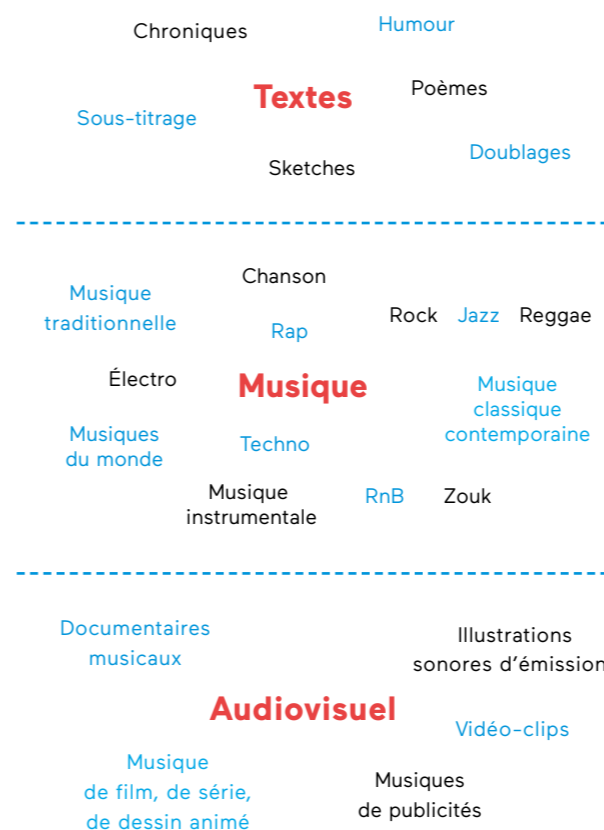 Chroniques
Humour
Textes
Poèmes
Sous-titrage
Doublages
Sketches
Chanson
Musique
traditionnelle
Rap
Rock Jazz Reggae
Électro
Musique
Musique
classique
contemporaine
Musiques
du monde
Techno
Musique
instrumentale
RnB
Zouk
Documentaires
musicaux
Illustrations
sonores d’émission
Audiovisuel
Vidéo-clips
Musique
de film, de série,
de dessin animé
Musiques
de publicités